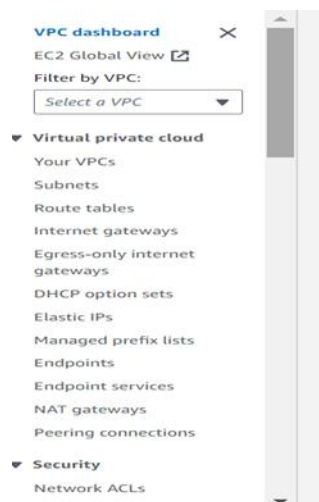 VPC dashboard
EC2 Global View
Filter by VPC:
Select a VPC
Virtual private cloud
Your VPCs
Subnets
Route tables
Internet gateways
Egress-only internet
gateways
DHCP option sets
Elastic IPs
Managed prefix lists
Endpoints
Endpoint services
NAT gateways
Peering connections
Security
Network ACLs